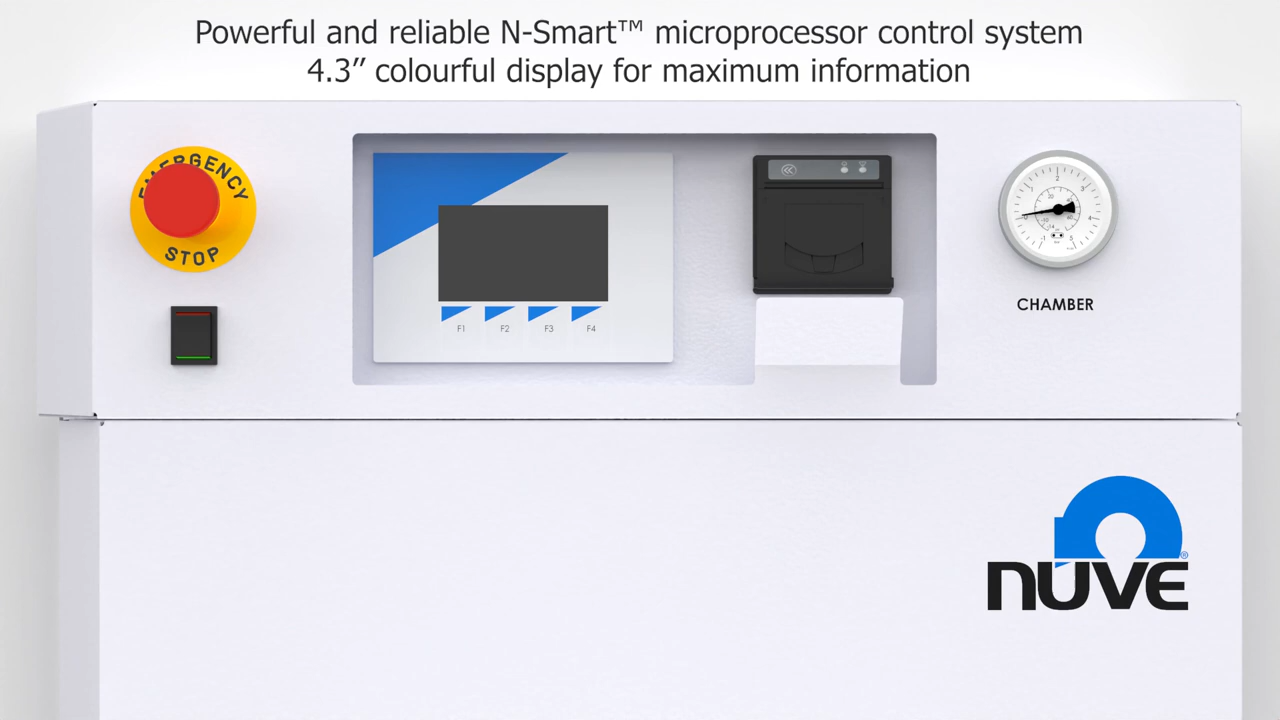 Powerful and reliable N-Smart™ microprocessor control system
4.3’’ colourful display for maximum information
EMERGENCY
STOP
F1 F2 F3 F4
CHAMBER
nüve®